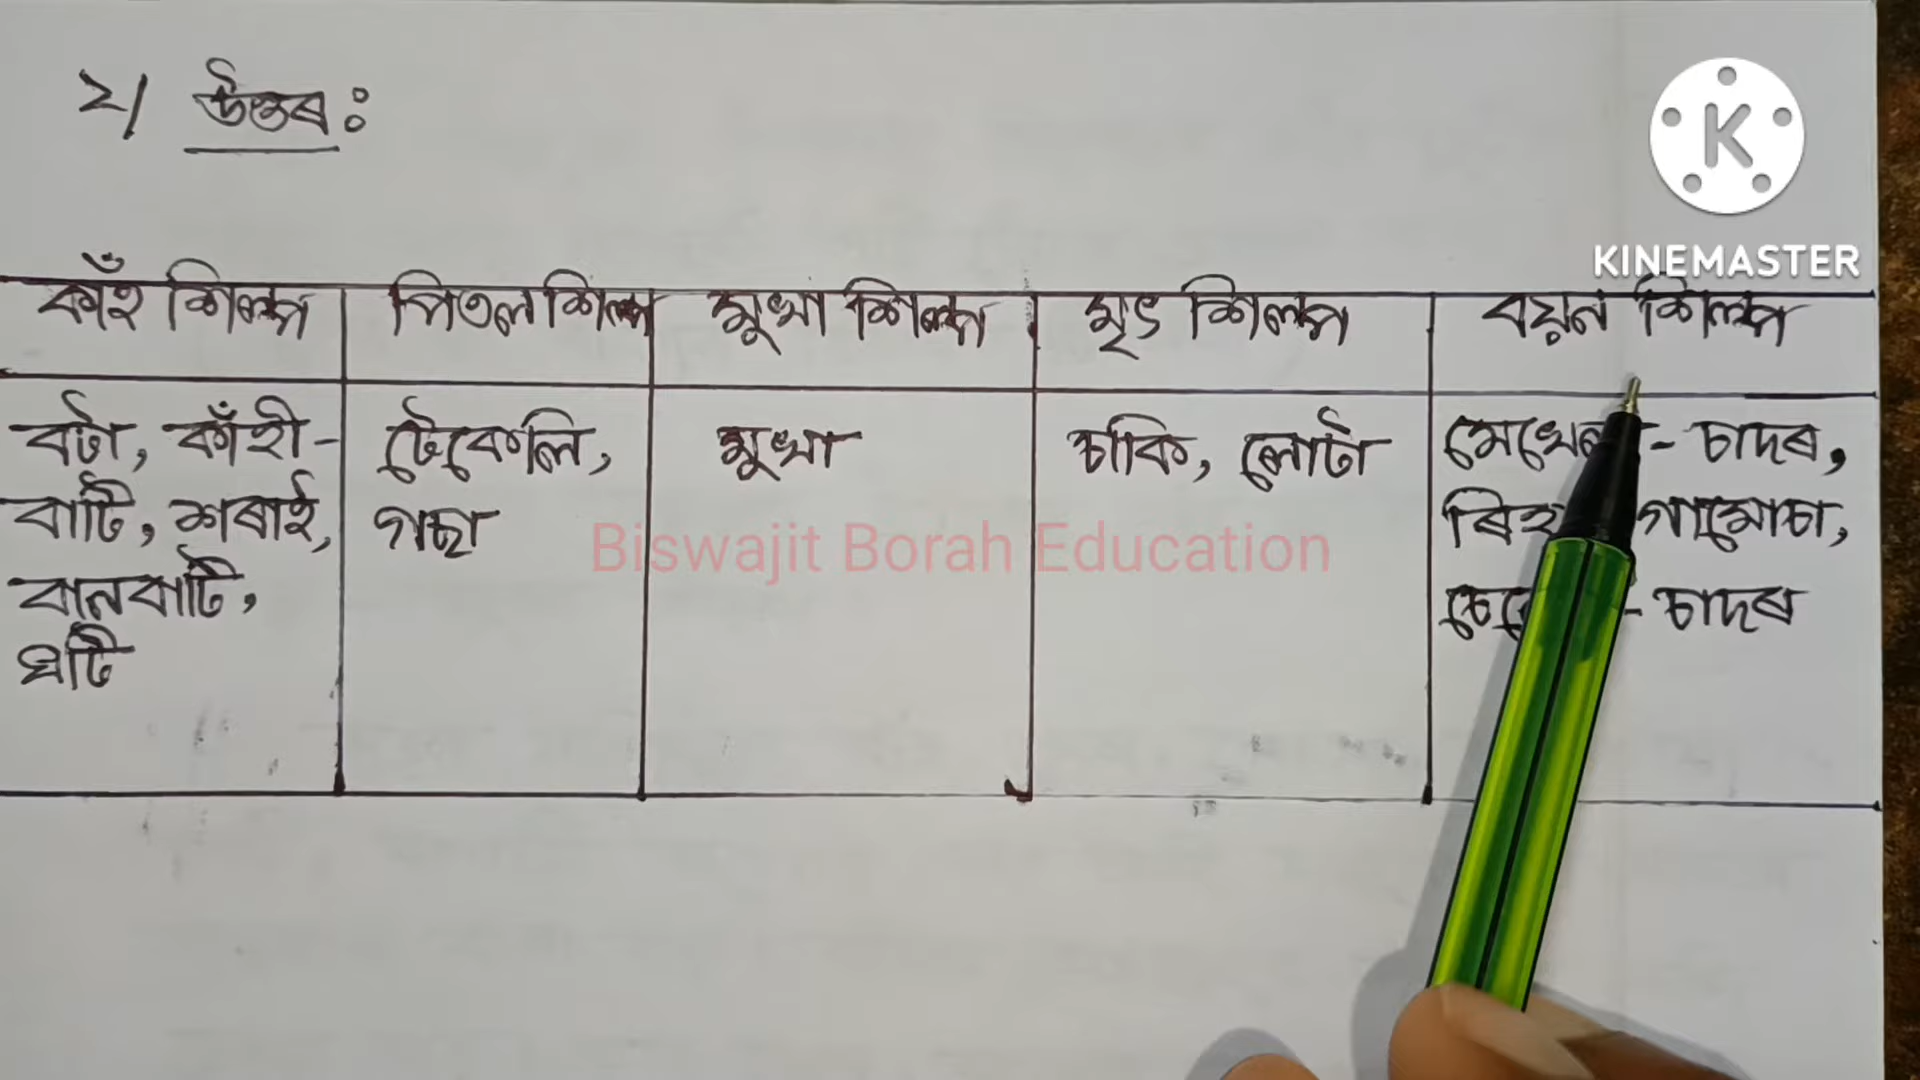 ২/ উত্তৰ :
KINEMASTER
কাঁহ শিল্প পিতল শিল্প মুখা শিল্প মৃৎ শিল্প বয়ন শিল্প
বটা, কাঁহী- টেকেলি, মুখা চাকি, লোটা - চাদৰ,
বাটি, শৰাই, গছা গামোচা,
Biswajit Borah Education
বানবাটি, - চাদৰ
ঘটি